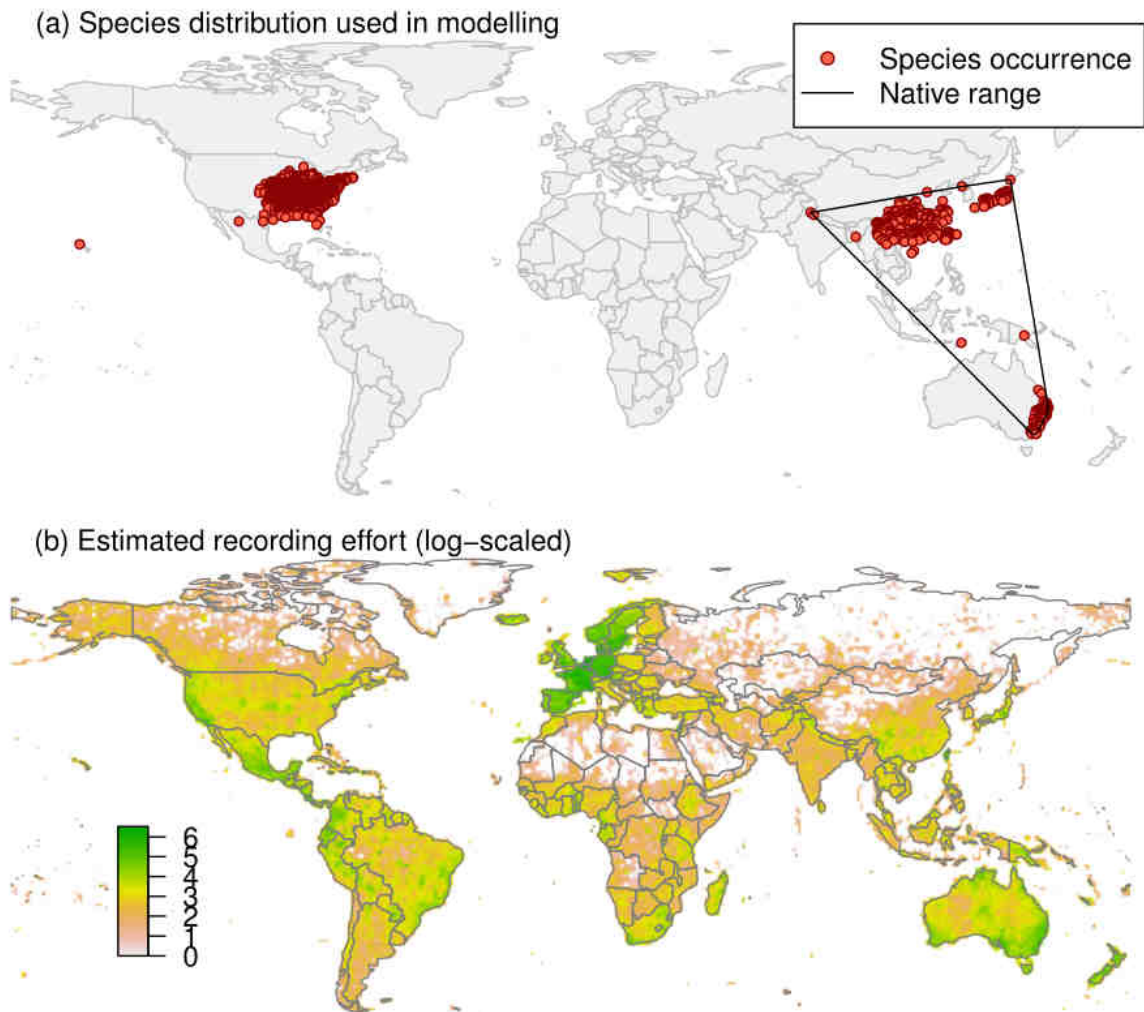 (a) Species distribution used in modelling
Species occurrence
Native range
(b) Estimated recording effort (log−scaled)
6
5
4
3
2
1
0